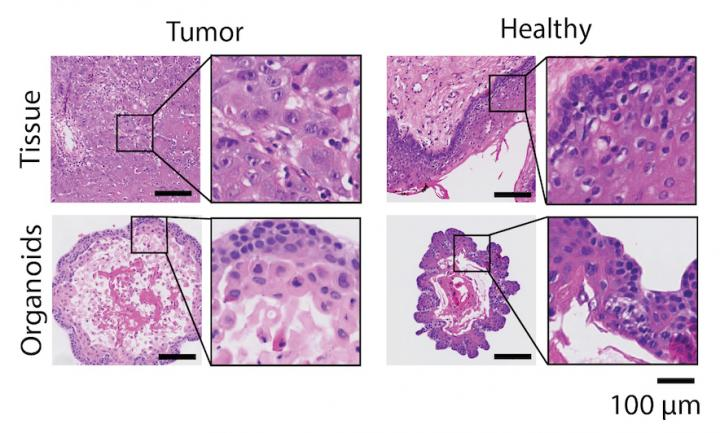 Tumor
Healthy
Tissue
Organoids
100 µm